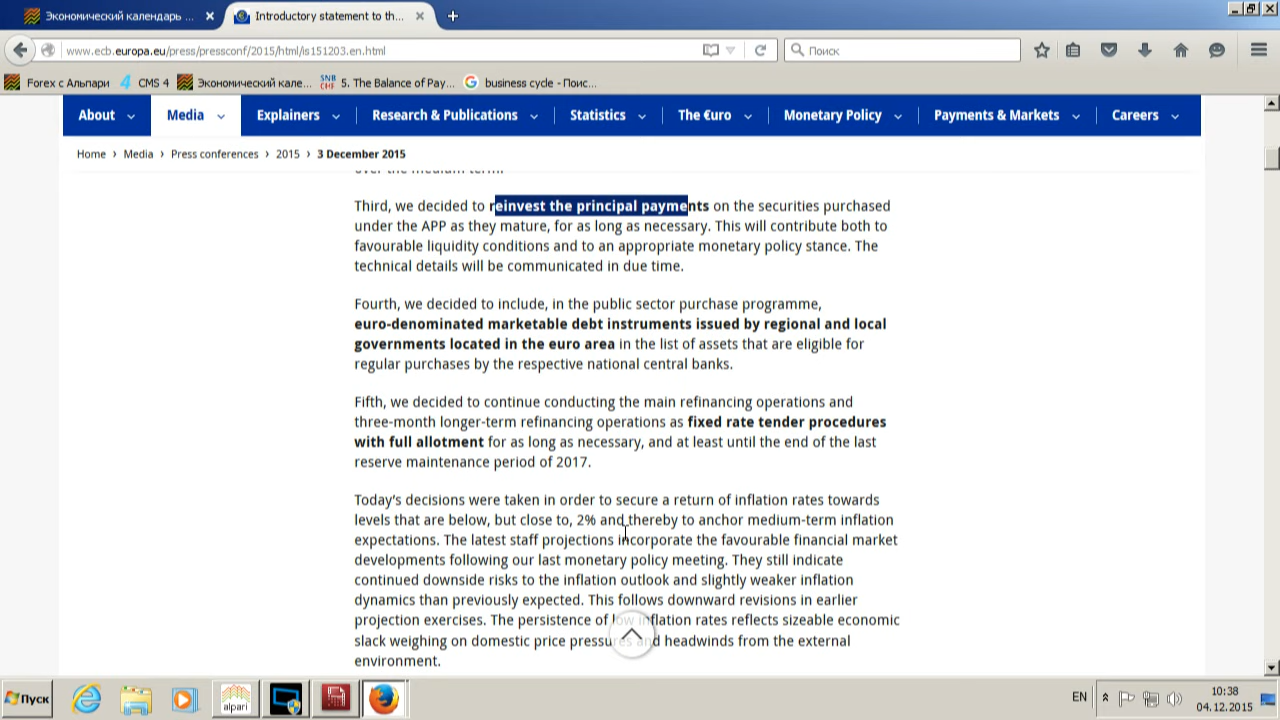 Экономический календарь ...
Introductory statement to th...
www.ecb.europa.eu/press/pressconf/2015/html/is151203.en.html
Поиск
Forex с Альпари
CMS 4
Экономический кале...
SNB CHF
5. The Balance of Pay...
business cycle - Поис...
About
Media
Explainers
Research & Publications
Statistics
The €uro
Monetary Policy
Payments & Markets
Careers
Home › Media › Press conferences › 2015 › 3 December 2015
over the medium term.
Third, we decided to reinvest the principal payments on the securities purchased
under the APP as they mature, for as long as necessary. This will contribute both to
favourable liquidity conditions and to an appropriate monetary policy stance. The
technical details will be communicated in due time.
Fourth, we decided to include, in the public sector purchase programme,
euro-denominated marketable debt instruments issued by regional and local
governments located in the euro area in the list of assets that are eligible for
regular purchases by the respective national central banks.
Fifth, we decided to continue conducting the main refinancing operations and
three-month longer-term refinancing operations as fixed rate tender procedures
with full allotment for as long as necessary, and at least until the end of the last
reserve maintenance period of 2017.
Today's decisions were taken in order to secure a return of inflation rates towards
levels that are below, but close to, 2% and thereby to anchor medium-term inflation
expectations. The latest staff projections incorporate the favourable financial market
developments following our last monetary policy meeting. They still indicate
continued downside risks to the inflation outlook and slightly weaker inflation
dynamics than previously expected. This follows downward revisions in earlier
projection exercises. The persistence of low inflation rates reflects sizeable economic
slack weighing on domestic price pressures and headwinds from the external
environment.
Пуск
alpari
EN
10:38
04.12.2015